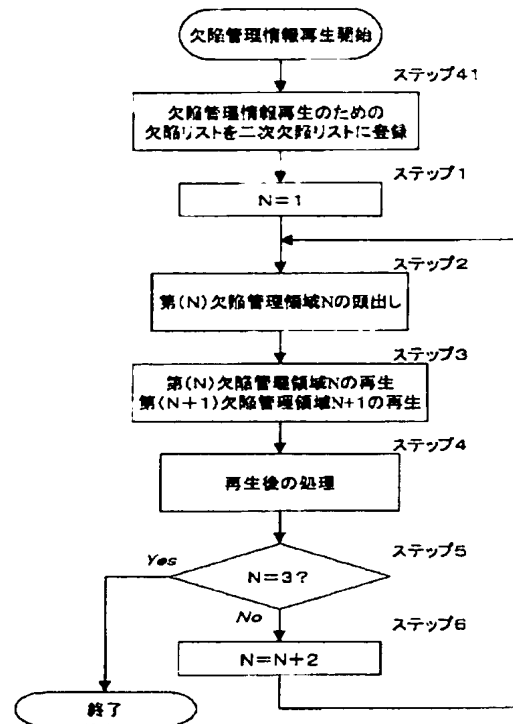 欠陥管理情報再生開始
ステップ41
欠陥管理情報再生のための
欠陥リストを二次欠陥リストに登録
ステップ1
N=1
ステップ2
第(N)欠陥管理領域Nの頭出し
ステップ3
第(N)欠陥管理領域Nの再生
第(N+1)欠陥管理領域N+1の再生
ステップ4
再生後の処理
ステップ5
Yes
N=3?
No
ステップ6
N=N+2
終了